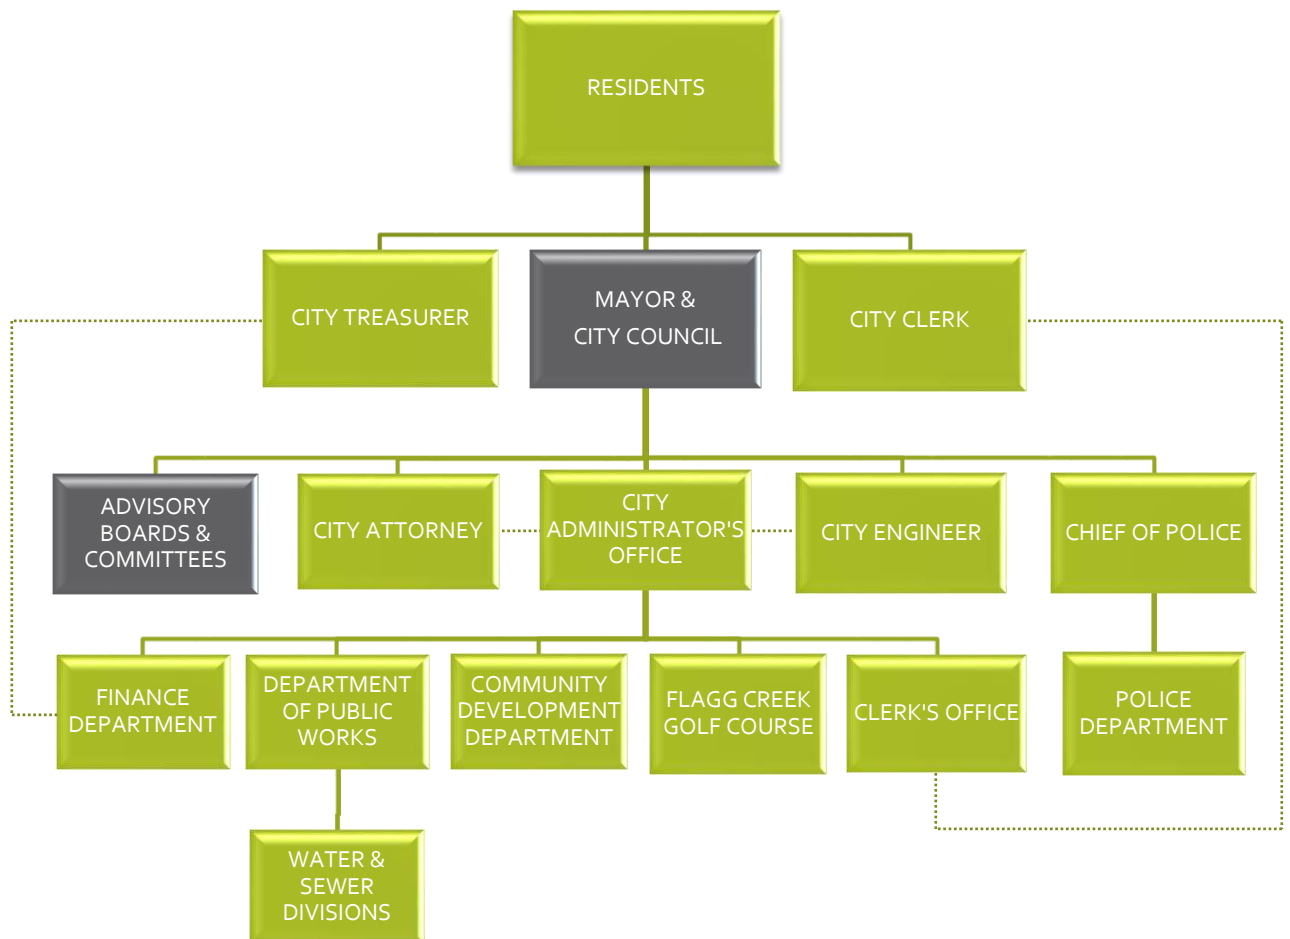 RESIDENTS
CITY TREASURER
MAYOR &
CITY COUNCIL
CITY CLERK
ADVISORY
BOARDS &
COMMITTEES
CITY ATTORNEY
CITY
ADMINISTRATOR'S
OFFICE
CITY ENGINEER
CHIEF OF POLICE
FINANCE
DEPARTMENT
DEPARTMENT
OF PUBLIC
WORKS
COMMUNITY
DEVELOPMENT
DEPARTMENT
FLAGG CREEK
GOLF COURSE
CLERK'S OFFICE
POLICE
DEPARTMENT
WATER &
SEWER
DIVISIONS